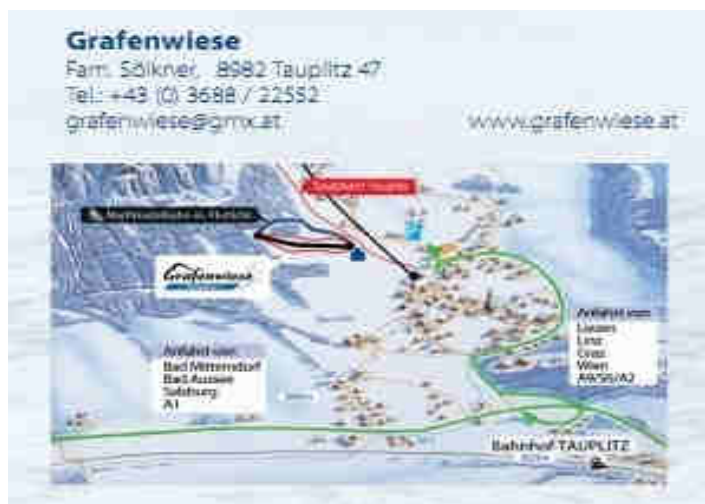 Grafenwiese
Fam. Sölkner, 8982 Tauplitz 47
Tel.: +43 (0) 3688 / 22552
grafenwiese@gmx.at
www.grafenwiese.at
Grafenwiese
Anfahrt von:
Liezen
Linz
Graz
Wien
A9/S6/A2
Anfahrt von:
Bad Mitterndorf
Bad Aussee
Salzburg
A1
Bahnhof TAUPLITZ